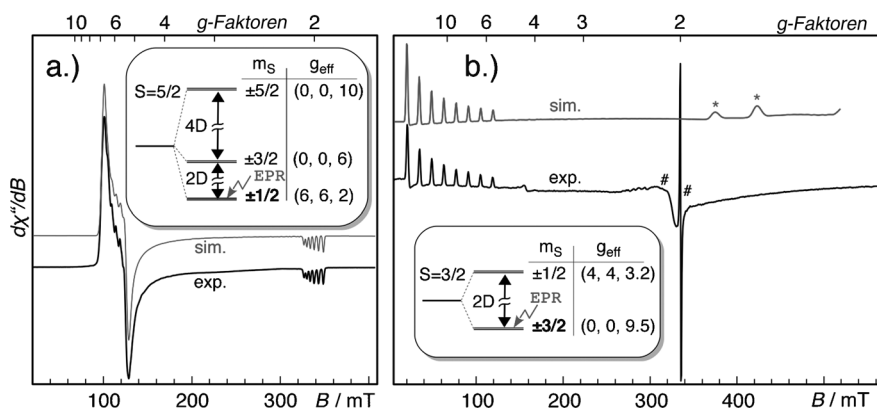 10 6 4 2 g-Faktoren
a.)
m_S g_eff
S=5/2 ±5/2 (0, 0, 10)
4D
±3/2 (0, 0, 6)
2D EPR
±1/2 (6, 6, 2)
sim.
exp.
dχ“/dB
100 200 300 B / mT
10 6 4 3 2 g-Faktoren
b.)
* *
sim.
exp.
# #
m_S g_eff
S=3/2 ±1/2 (4, 4, 3.2)
2D EPR
±3/2 (0, 0, 9.5)
100 200 300 400 B / mT